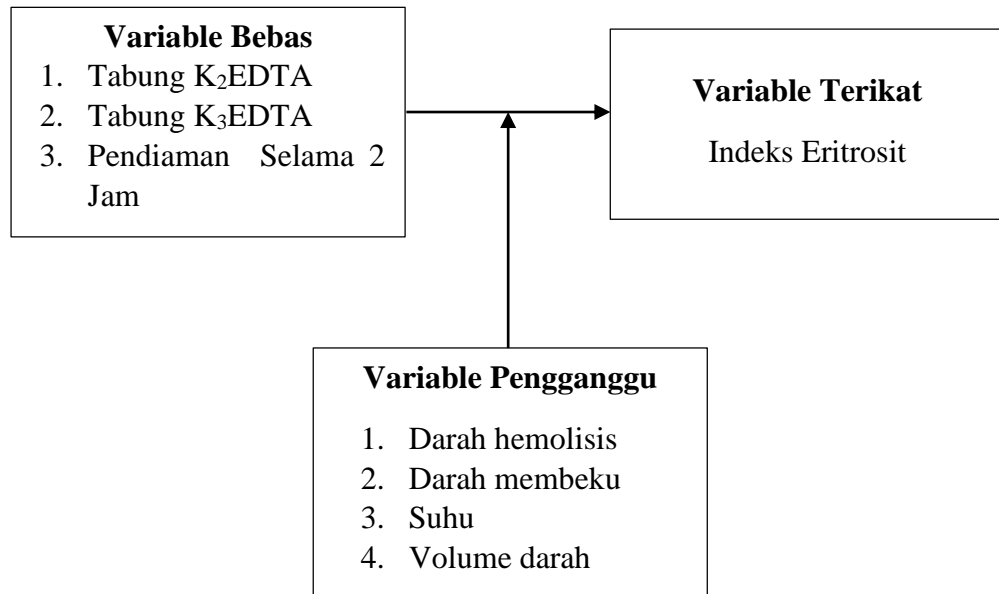 Variable Bebas
1. Tabung K₂EDTA
2. Tabung K₃EDTA
3. Pendiaman Selama 2
Jam
Variable Terikat
Indeks Eritrosit
Variable Pengganggu
1. Darah hemolisis
2. Darah membeku
3. Suhu
4. Volume darah